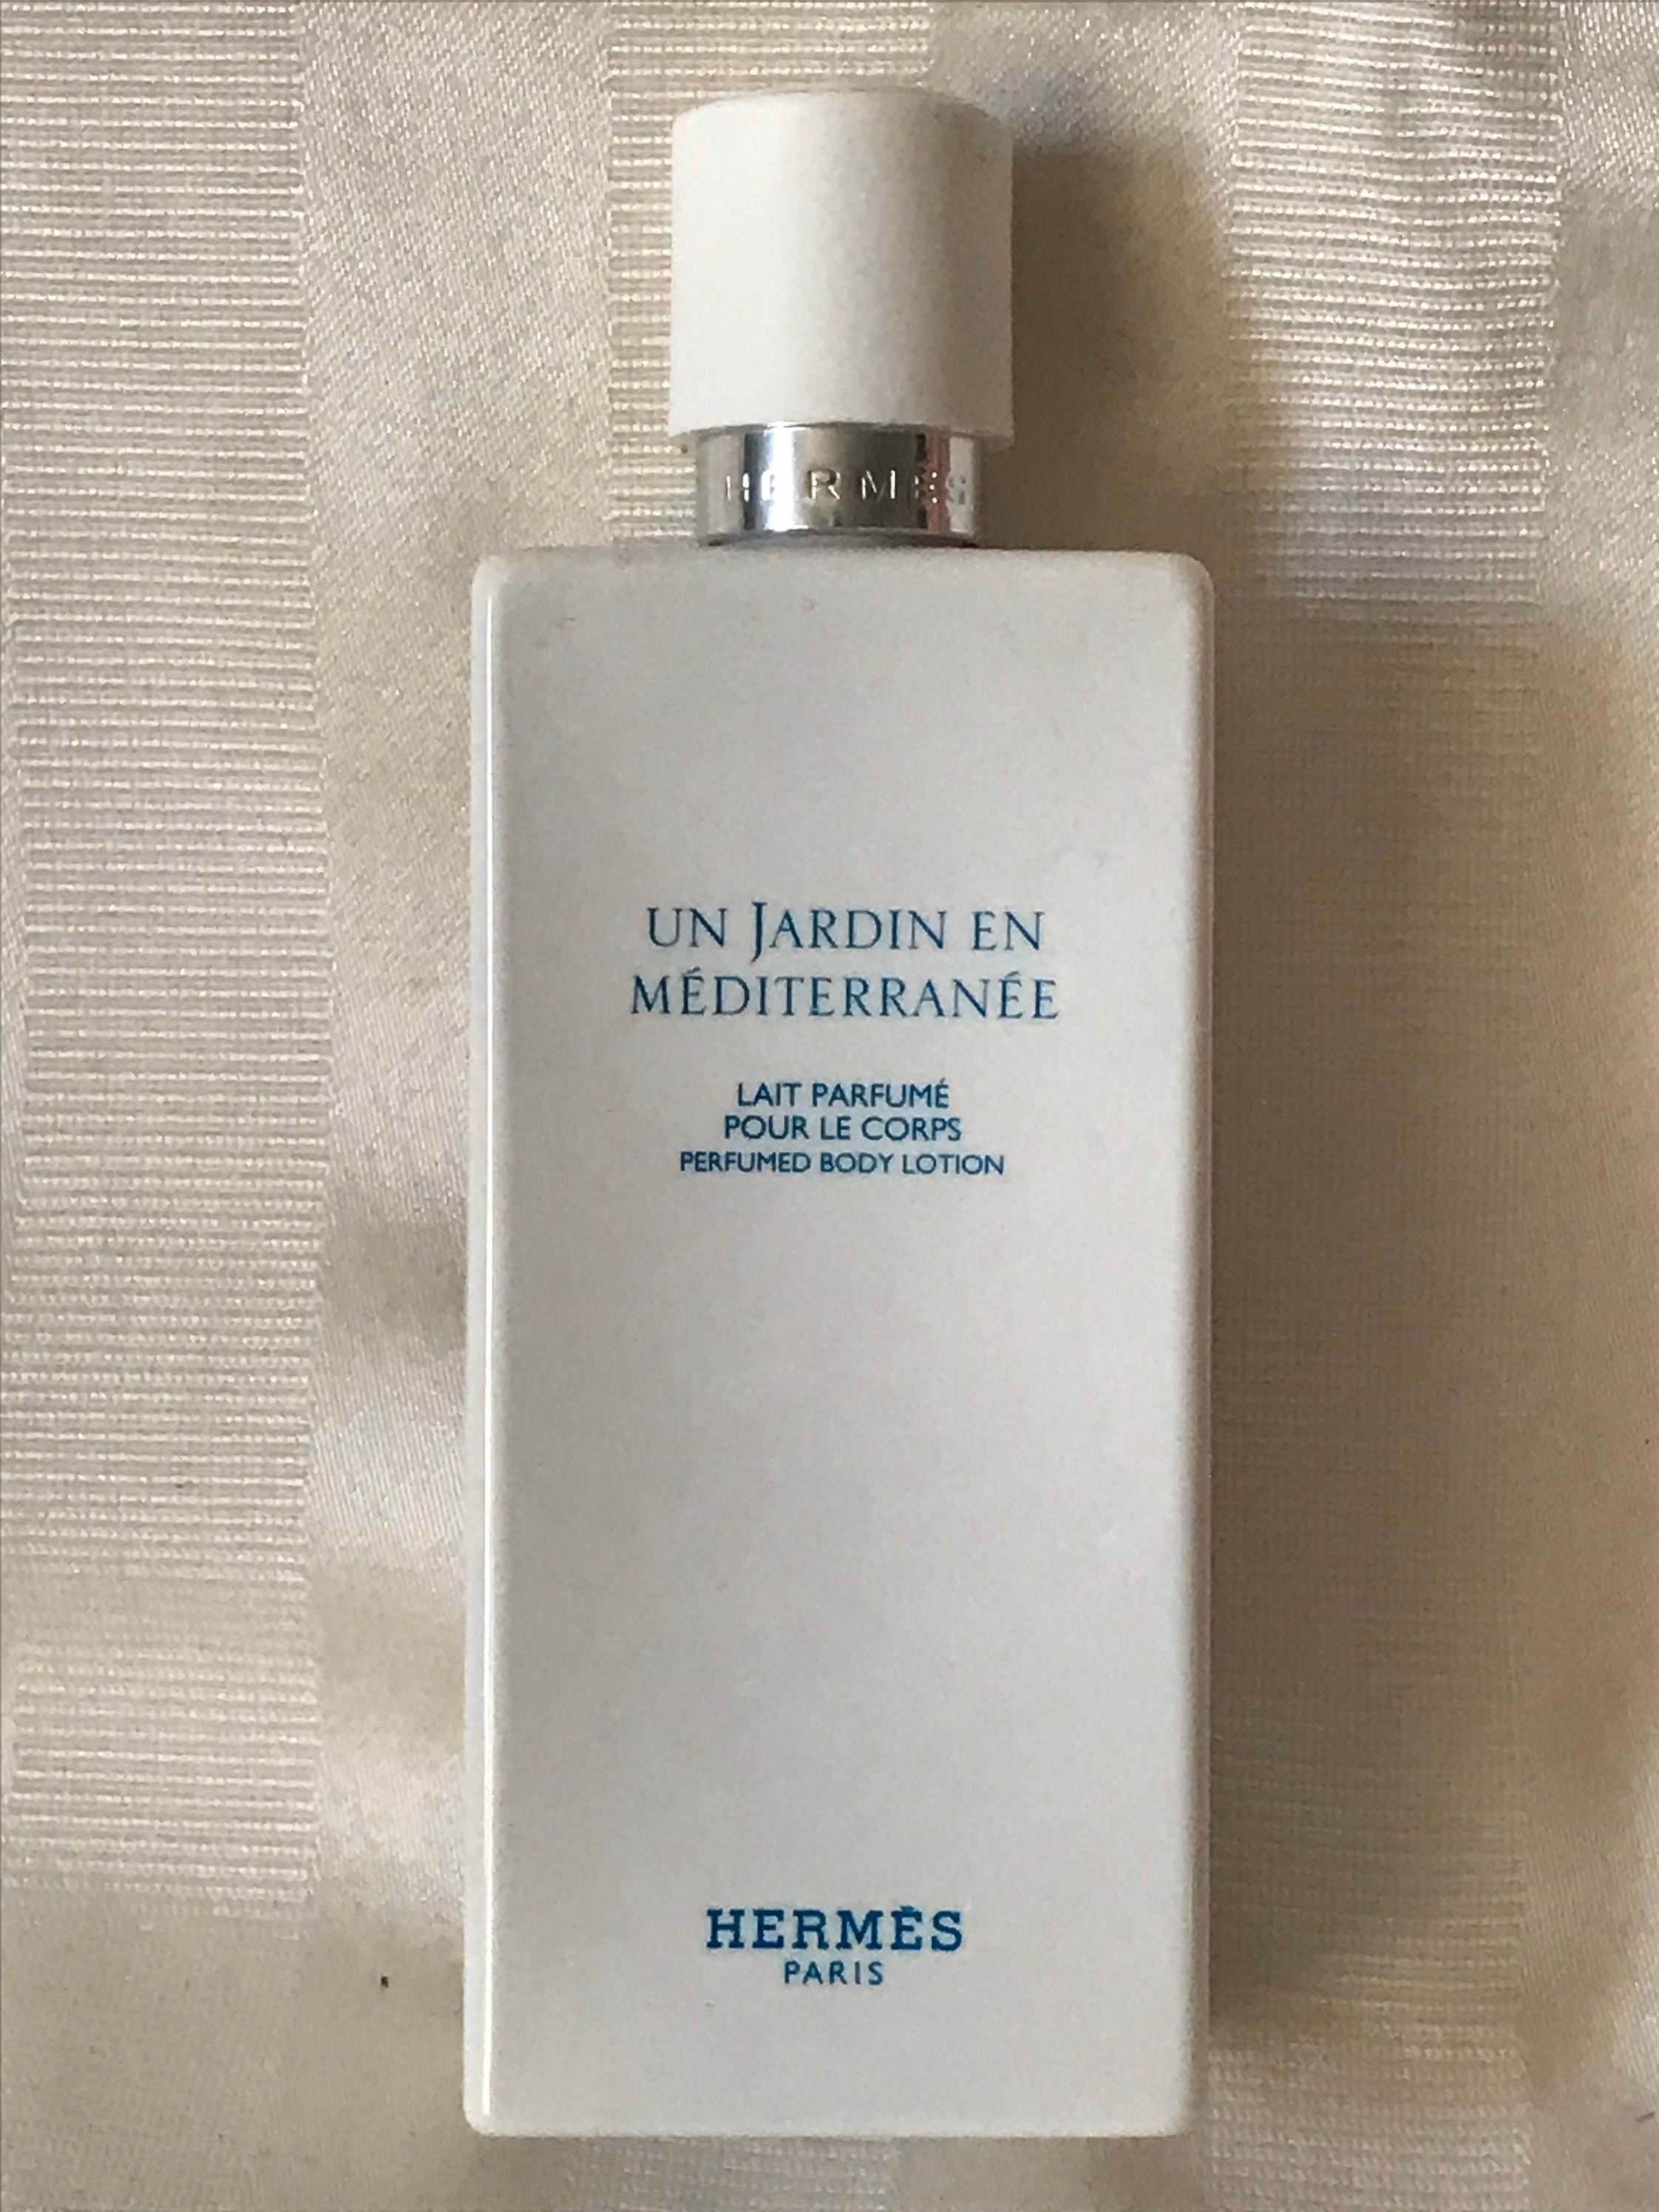 HERMÈS
UN JARDIN EN
MÉDITERRANÉE
LAIT PARFUMÉ
POUR LE CORPS
PERFUMED BODY LOTION
HERMÈS
PARIS